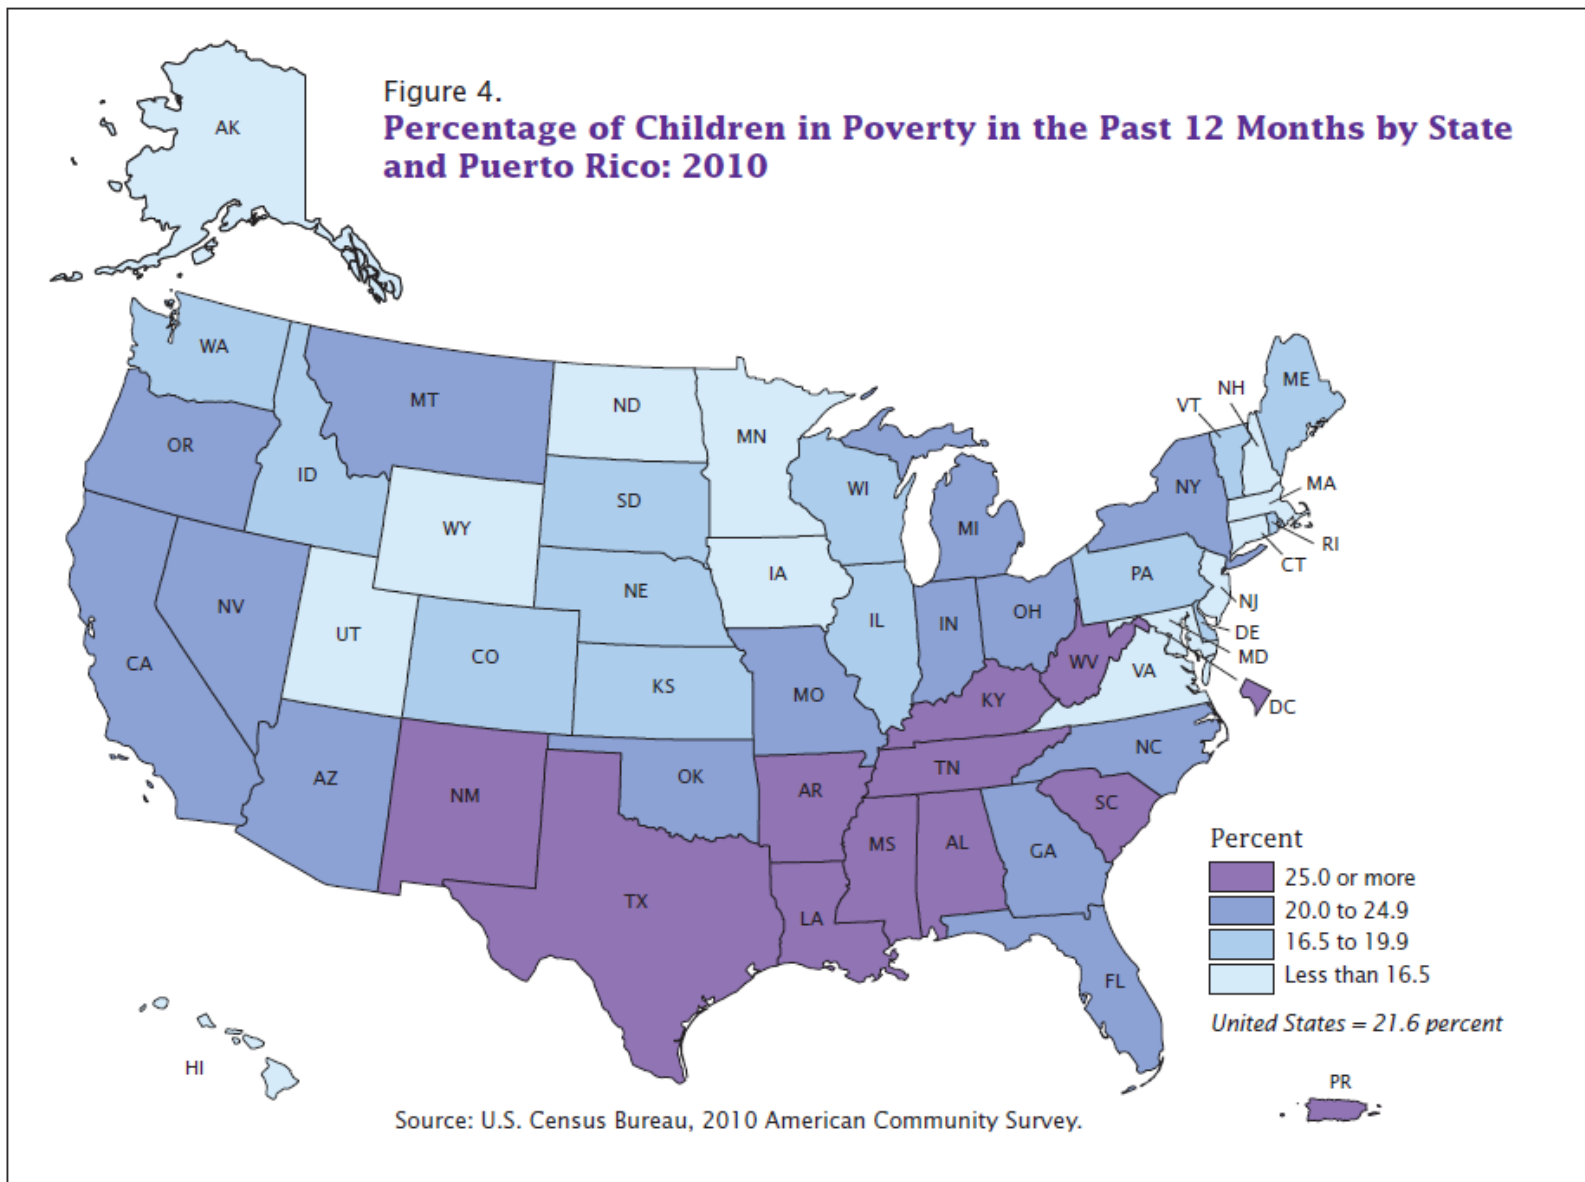 Figure 4.
Percentage of Children in Poverty in the Past 12 Months by State
and Puerto Rico: 2010
AK
WA
MT
ND
MN
OR
ID
WY
SD
WI
MI
NY
VT
NH
ME
MA
RI
CT
NJ
DE
MD
DC
PA
IA
NE
NV
UT
CO
CA
KS
MO
IL
IN
OH
WV
VA
KY
NC
TN
AZ
NM
OK
AR
SC
MS
AL
GA
TX
LA
FL
HI
Percent
25.0 or more
20.0 to 24.9
16.5 to 19.9
Less than 16.5
United States = 21.6 percent
PR
Source: U.S. Census Bureau, 2010 American Community Survey.